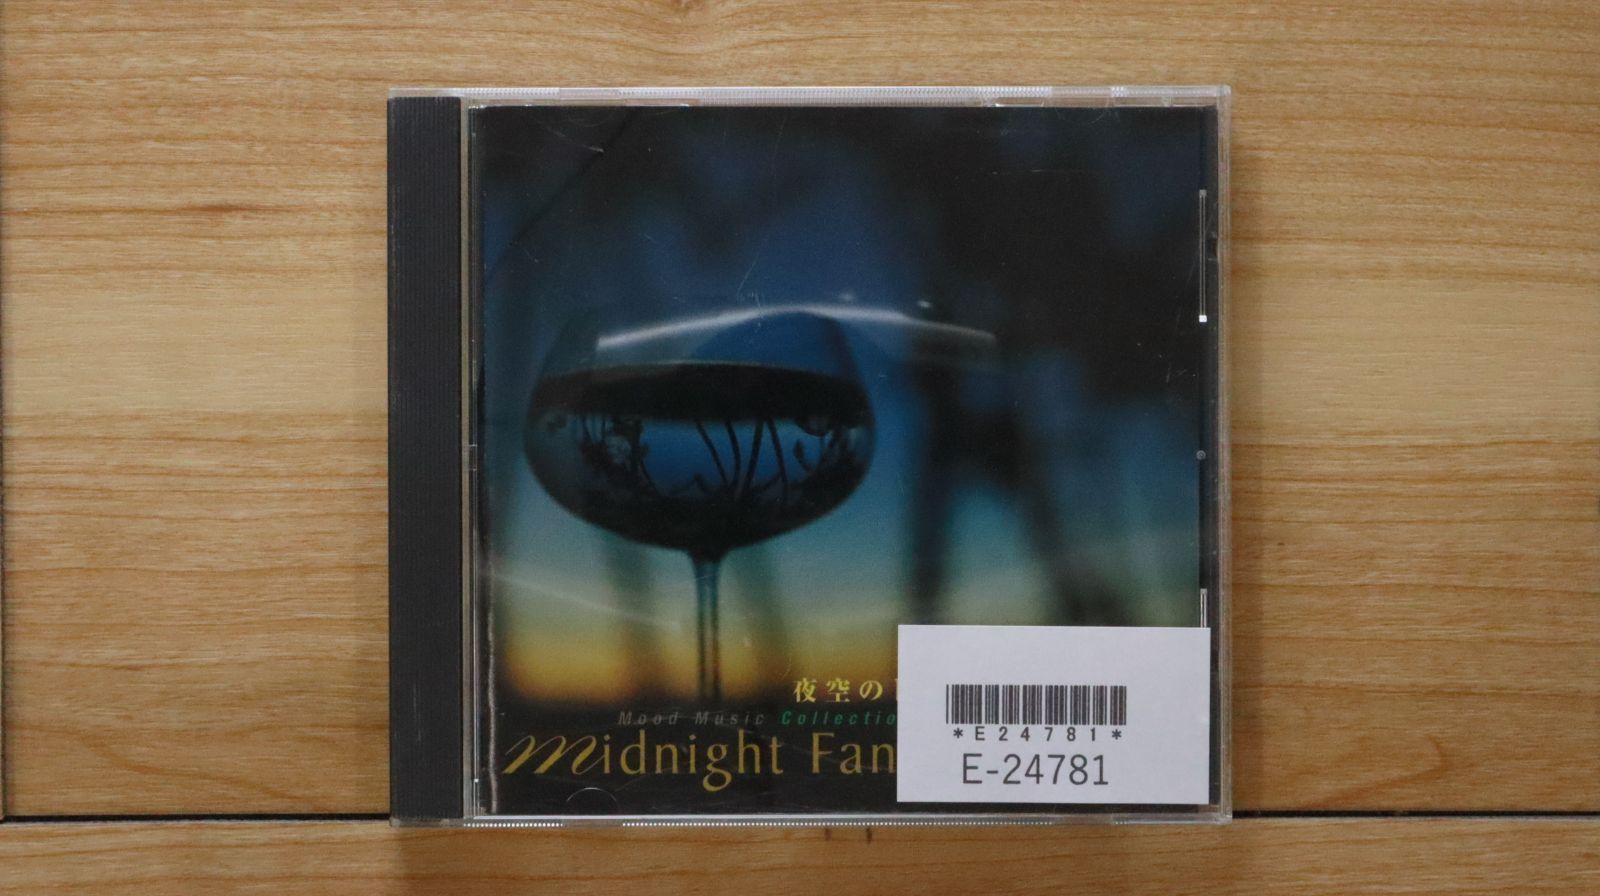 夜空の
Mood Music Collectio
Midnight Fan
*E24781*
E-24781